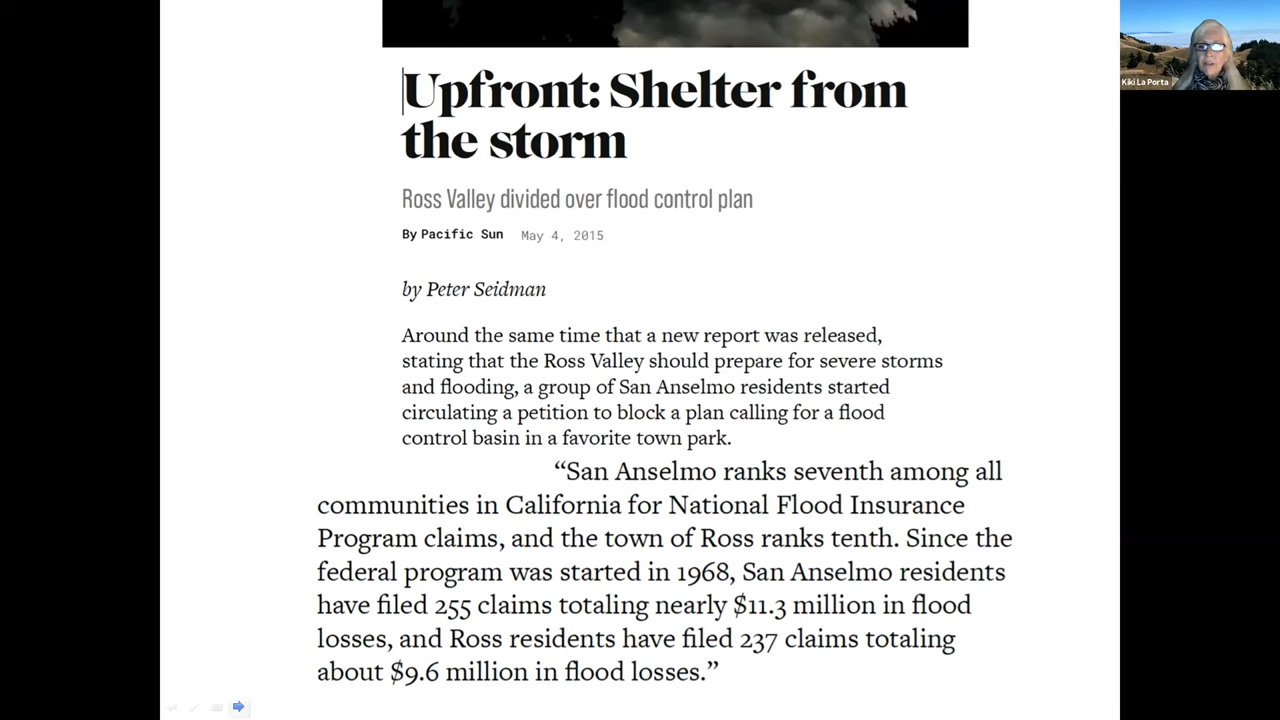 Upfront: Shelter from
the storm
Ross Valley divided over flood control plan
By Pacific Sun May 4, 2015
by Peter Seidman
Around the same time that a new report was released,
stating that the Ross Valley should prepare for severe storms
and flooding, a group of San Anselmo residents started
circulating a petition to block a plan calling for a flood
control basin in a favorite town park.
“San Anselmo ranks seventh among all
communities in California for National Flood Insurance
Program claims, and the town of Ross ranks tenth. Since the
federal program was started in 1968, San Anselmo residents
have filed 255 claims totaling nearly $11.3 million in flood
losses, and Ross residents have filed 237 claims totaling
about $9.6 million in flood losses.”
Kiki La Porta